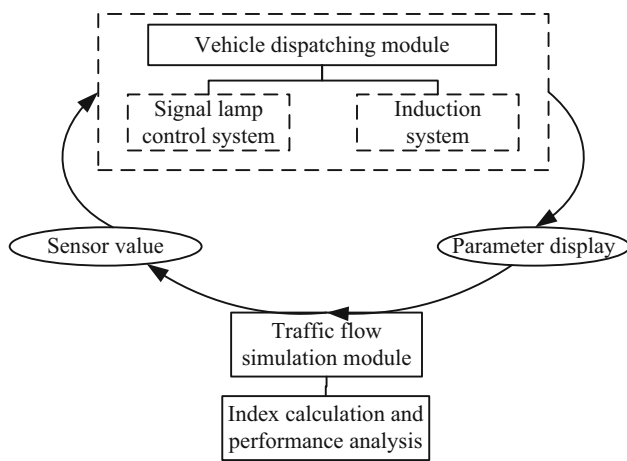 Vehicle dispatching module
Signal lamp
control system
Induction
system
Sensor value
Parameter display
Traffic flow
simulation module
Index calculation and
performance analysis